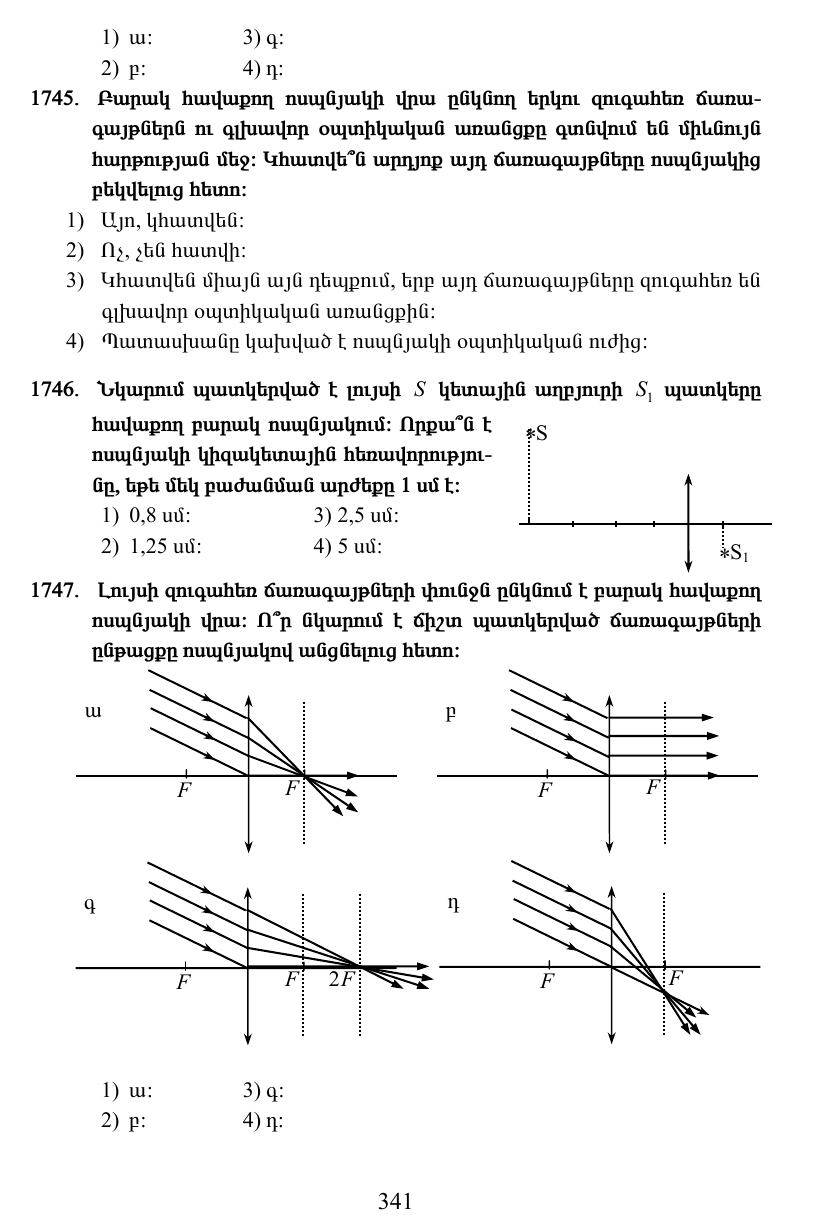 1) ա: 3) գ:
2) բ: 4) դ:
1745. Բարակ հավաքող ոսպնյակի վրա ընկնող երկու զուգահեռ ճառա-
գայթներն ու գլխավոր օպտիկական առանցքը գտնվում են միևնույն
հարթության մեջ: Կհատվե՞ն արդյոք այդ ճառագայթները ոսպնյակից
բեկվելուց հետո:
1) Այո, կհատվեն:
2) Ոչ, չեն հատվի:
3) Կհատվեն միայն այն դեպքում, երբ այդ ճառագայթները զուգահեռ են
գլխավոր օպտիկական առանցքին:
4) Պատասխանը կախված է ոսպնյակի օպտիկական ուժից:
1746. Նկարում պատկերված է լույսի S կետային աղբյուրի S₁ պատկերը
հավաքող բարակ ոսպնյակում: Որքա՞ն է
ոսպնյակի կիզակետային հեռավորությու-
նը, եթե մեկ բաժանման արժեքը 1 սմ է:
1) 0,8 սմ: 3) 2,5 սմ:
2) 1,25 սմ: 4) 5 սմ:
*S
*S₁
1747. Լույսի զուգահեռ ճառագայթների փունջն ընկնում է բարակ հավաքող
ոսպնյակի վրա: Ո՞ր նկարում է ճիշտ պատկերված ճառագայթների
ընթացքը ոսպնյակով անցնելուց հետո:
ա բ
F F F F
գ դ
F F 2F F F
1) ա: 3) գ:
2) բ: 4) դ:
341